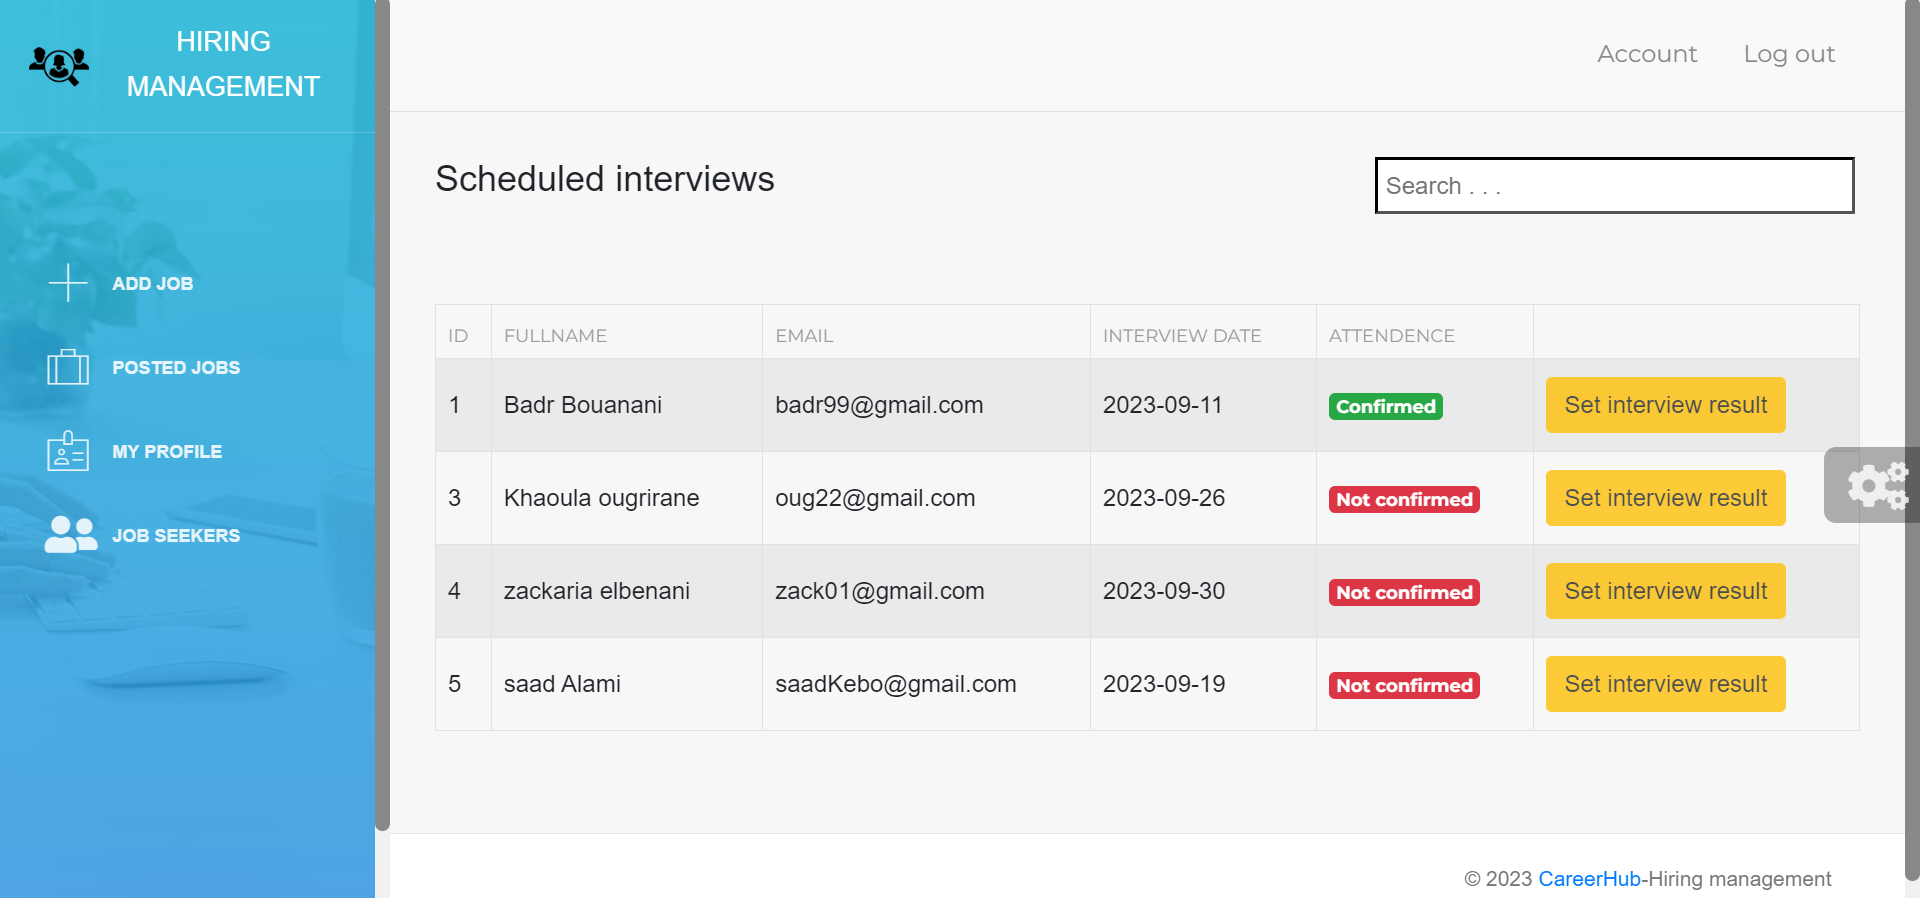 HIRING
MANAGEMENT
Account Log out
Scheduled interviews
Search . . .
ADD JOB
POSTED JOBS
MY PROFILE
JOB SEEKERS
ID FULLNAME EMAIL INTERVIEW DATE ATTENDENCE
1 Badr Bouanani badr99@gmail.com 2023-09-11 Confirmed Set interview result
3 Khaoula ougrirane oug22@gmail.com 2023-09-26 Not confirmed Set interview result
4 zackaria elbenani zack01@gmail.com 2023-09-30 Not confirmed Set interview result
5 saad Alami saadKebo@gmail.com 2023-09-19 Not confirmed Set interview result
© 2023 CareerHub-Hiring management